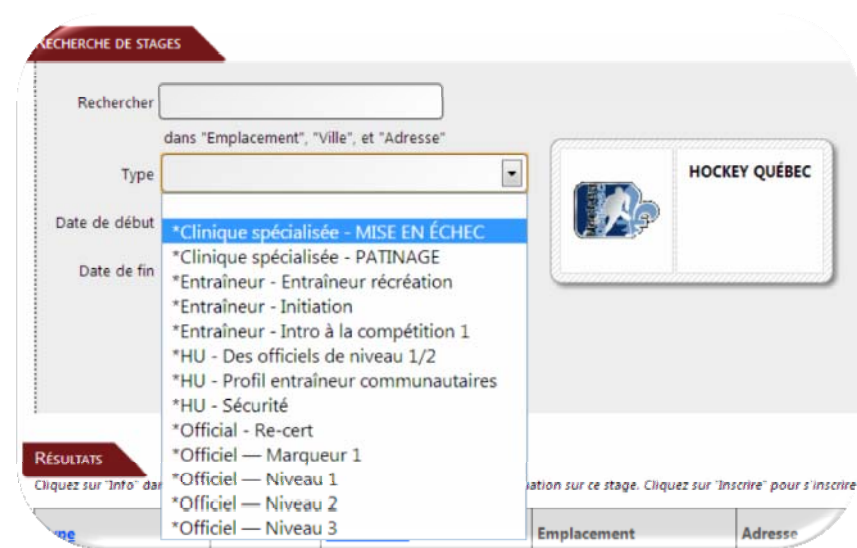 RECHERCHE DE STAGES
Rechercher
dans "Emplacement", "Ville", et "Adresse"
Type
HOCKEY QUÉBEC
Date de début
*Clinique spécialisée - MISE EN ÉCHEC
*Clinique spécialisée - PATINAGE
Date de fin
*Entraîneur - Entraîneur récréation
*Entraîneur - Initiation
*Entraîneur - Intro à la compétition 1
*HU - Des officiels de niveau 1/2
*HU - Profil entraîneur communautaires
*HU - Sécurité
*Official - Re-cert
*Officiel — Marqueur 1
RÉSULTATS
*Officiel — Niveau 1
Cliquez sur "Info" sur ce stage. Cliquez sur "Inscrire" pour s'inscrire
*Officiel — Niveau 2
*Officiel — Niveau 3
Emplacement Adresse